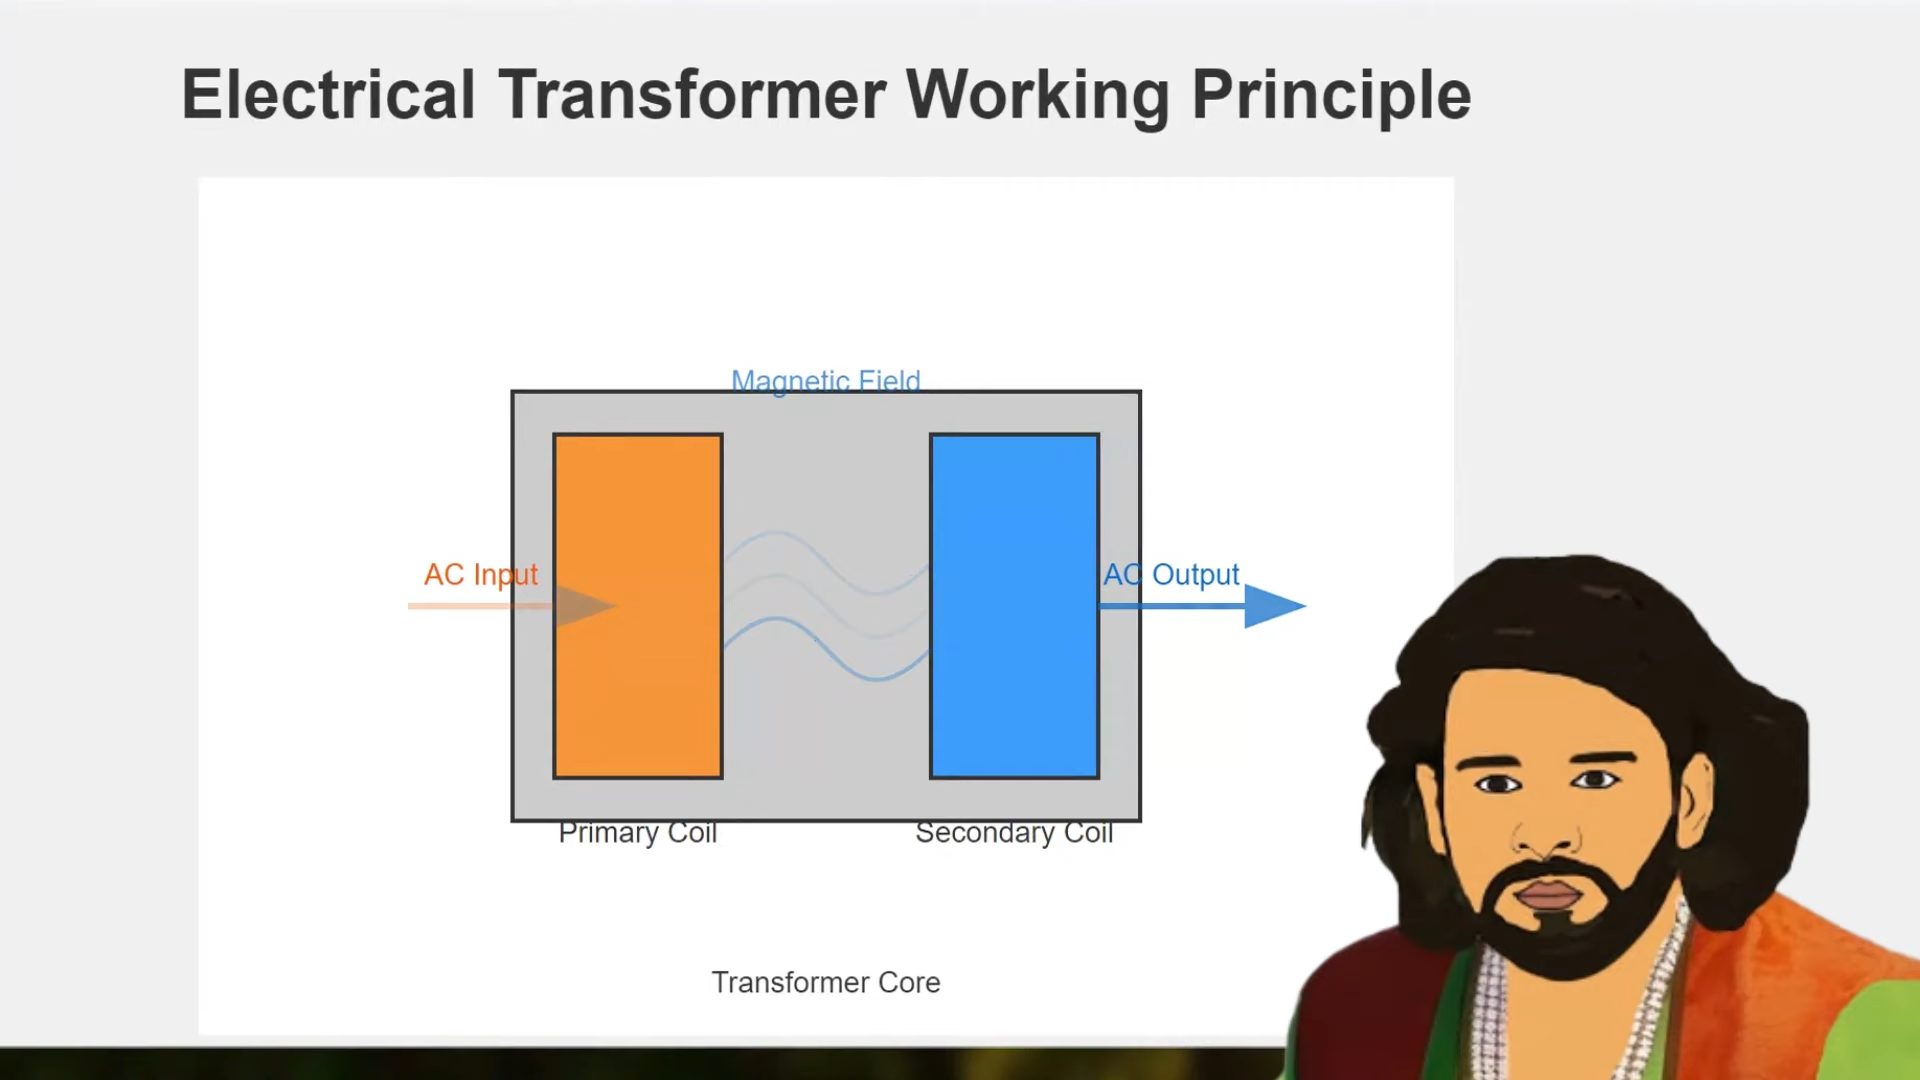 Electrical Transformer Working Principle
Magnetic Field
AC Input
AC Output
Primary Coil
Secondary Coil
Transformer Core